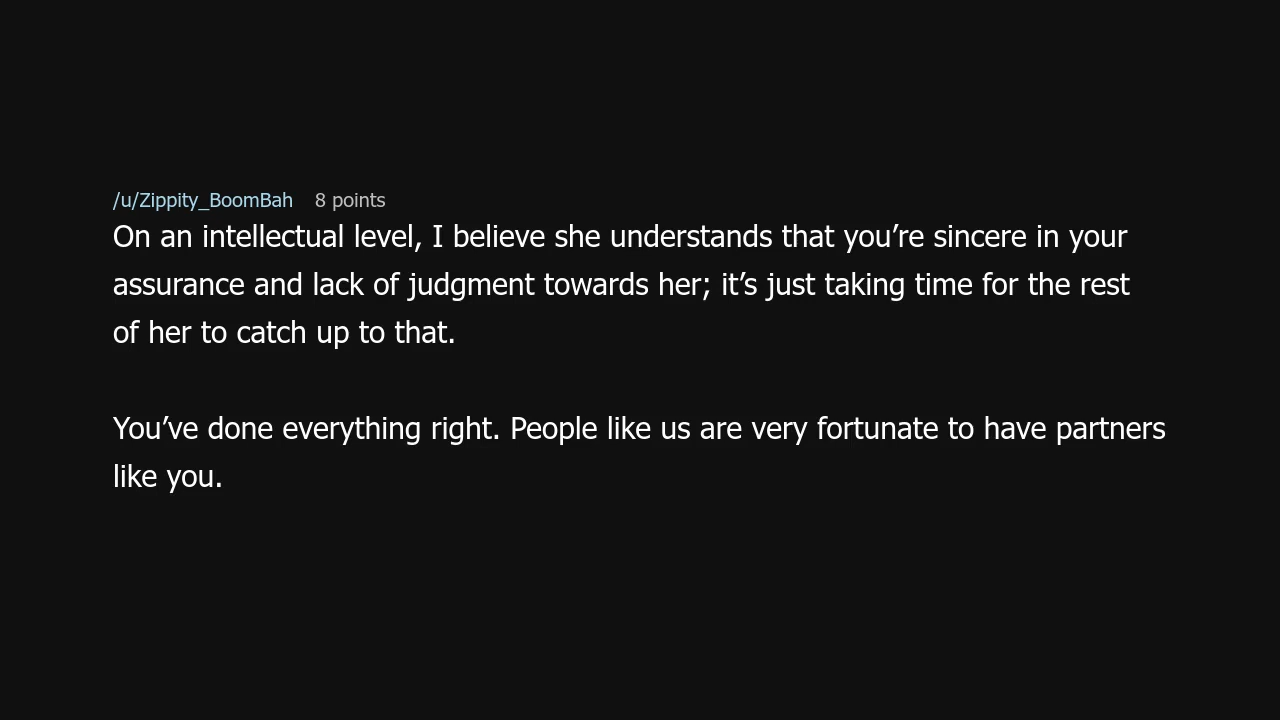 /u/Zippity_BoomBah 8 points
On an intellectual level, I believe she understands that you’re sincere in your
assurance and lack of judgment towards her; it’s just taking time for the rest
of her to catch up to that.
You’ve done everything right. People like us are very fortunate to have partners
like you.